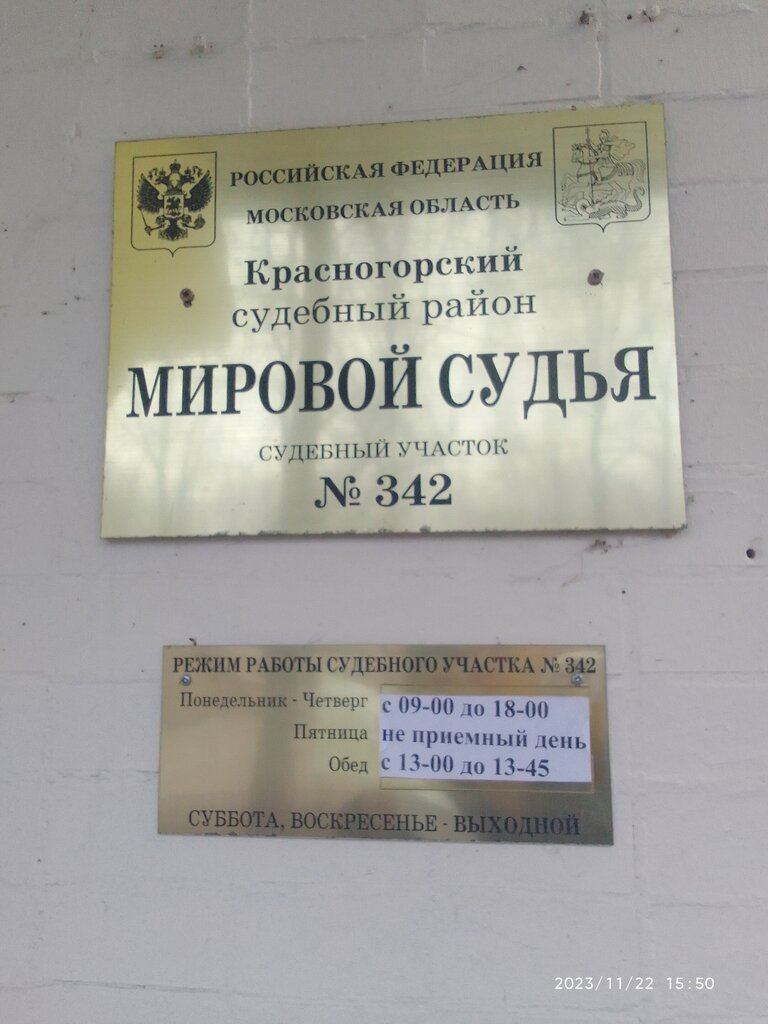 РОССИЙСКАЯ ФЕДЕРАЦИЯ
МОСКОВСКАЯ ОБЛАСТЬ
Красногорский
судебный район
МИРОВОЙ СУДЬЯ
СУДЕБНЫЙ УЧАСТОК
№ 342
РЕЖИМ РАБОТЫ СУДЕБНОГО УЧАСТКА № 342
Понедельник - Четверг с 09-00 до 18-00
Пятница не приемный день
Обед с 13-00 до 13-45
СУББОТА, ВОСКРЕСЕНЬЕ - ВЫХОДНОЙ
2023/11/22 15:50